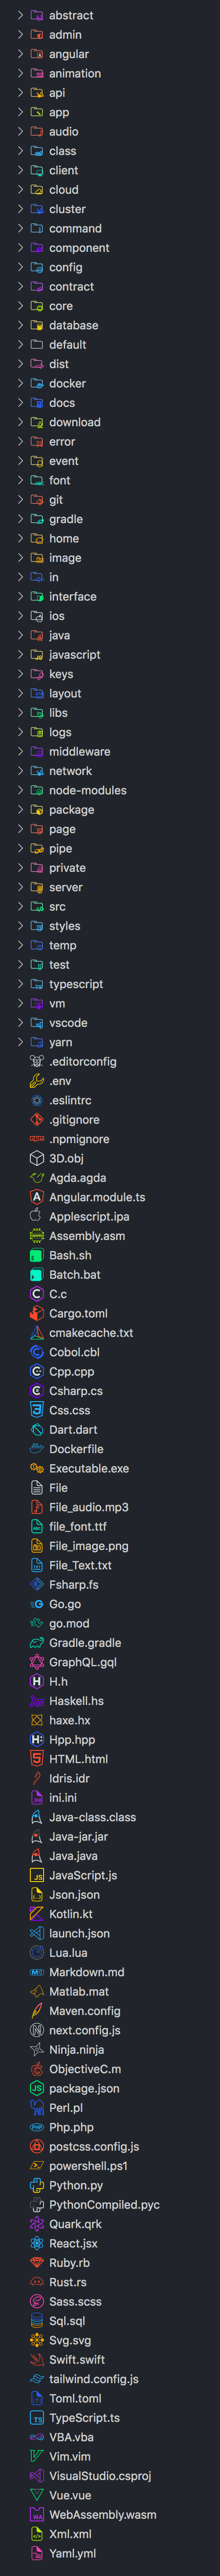 abstract
admin
angular
animation
api
app
audio
class
client
cloud
cluster
command
component
config
contract
core
database
default
dist
docker
docs
download
error
event
font
git
gradle
home
image
in
interface
ios
java
javascript
keys
layout
libs
logs
middleware
network
node-modules
package
page
pipe
private
server
src
styles
temp
test
typescript
vm
vscode
yarn
.editorconfig
.env
.eslintrc
.gitignore
.npmignore
3D.obj
Agda.agda
Angular.module.ts
Applescript.ipa
Assembly.asm
Bash.sh
Batch.bat
C.c
Cargo.toml
cmakecache.txt
Cobol.cbl
Cpp.cpp
Csharp.cs
Css.css
Dart.dart
Dockerfile
Executable.exe
File
File_audio.mp3
file_font.ttf
File_image.png
File_Text.txt
Fsharp.fs
Go.go
go.mod
Gradle.gradle
GraphQL.gql
H.h
Haskell.hs
haxe.hx
Hpp.hpp
HTML.html
Idris.idr
ini.ini
Java-class.class
Java-jar.jar
Java.java
JavaScript.js
Json.json
Kotlin.kt
launch.json
Lua.lua
Markdown.md
Matlab.mat
Maven.config
next.config.js
Ninja.ninja
ObjectiveC.m
package.json
Perl.pl
Php.php
postcss.config.js
powershell.ps1
Python.py
PythonCompiled.pyc
Quark.qrk
React.jsx
Ruby.rb
Rust.rs
Sass.scss
Sql.sql
Svg.svg
Swift.swift
tailwind.config.js
Toml.toml
TypeScript.ts
VBA.vba
Vim.vim
VisualStudio.csproj
Vue.vue
WebAssembly.wasm
Xml.xml
Yaml.yml